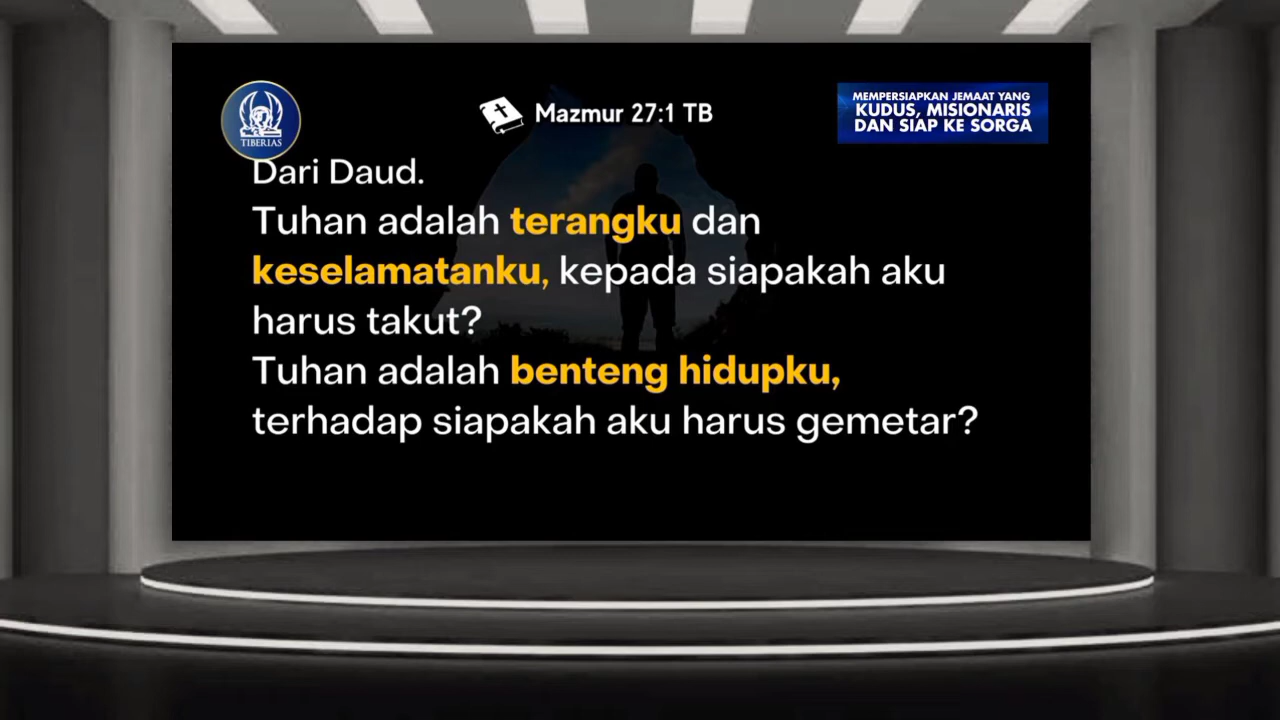 TIBERIAS
Mazmur 27:1 TB
MEMPERSIAPKAN JEMAAT YANG
KUDUS, MISIONARIS
DAN SIAP KE SORGA
Dari Daud.
Tuhan adalah terangku dan
keselamatanku, kepada siapakah aku
harus takut?
Tuhan adalah benteng hidupku,
terhadap siapakah aku harus gemetar?